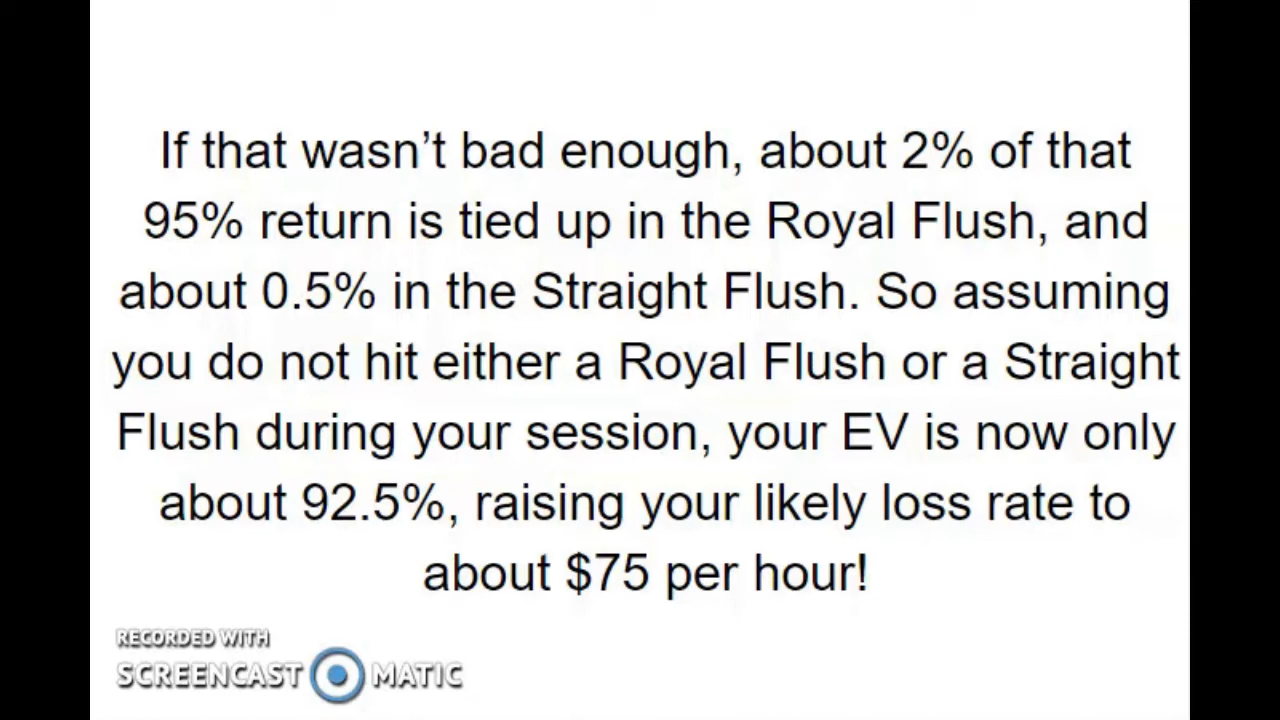 If that wasn’t bad enough, about 2% of that
95% return is tied up in the Royal Flush, and
about 0.5% in the Straight Flush. So assuming
you do not hit either a Royal Flush or a Straight
Flush during your session, your EV is now only
about 92.5%, raising your likely loss rate to
about $75 per hour!
RECORDED WITH
SCREENCAST MATIC